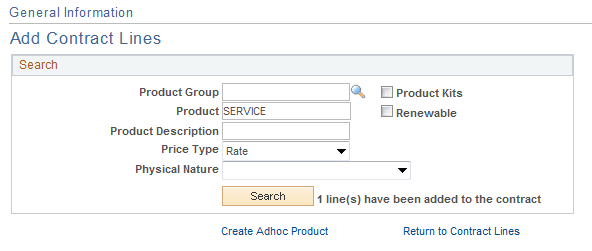 General Information
Add Contract Lines
Search
Product Group
Product Kits
Product SERVICE
Renewable
Product Description
Price Type Rate
Physical Nature
Search 1 line(s) have been added to the contract
Create Adhoc Product Return to Contract Lines